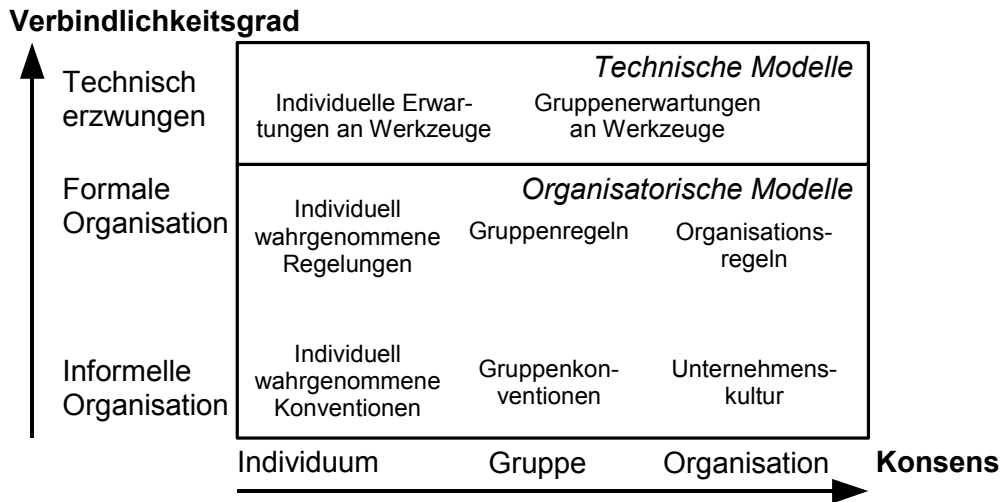 Verbindlichkeitsgrad
Technisch
erzwungen
Technische Modelle
Individuelle Erwar-
tungen an Werkzeuge
Gruppenerwartungen
an Werkzeuge
Formale
Organisation
Organisatorische Modelle
Individuell
wahrgenommene
Regelungen
Gruppenregeln
Organisations-
regeln
Informelle
Organisation
Individuell
wahrgenommene
Konventionen
Gruppenkon-
ventionen
Unternehmens-
kultur
Individuum
Gruppe
Organisation
Konsens